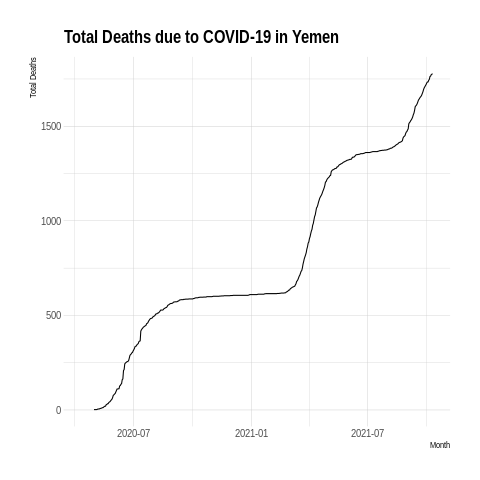 Total Deaths due to COVID-19 in Yemen
Total Deaths
1500
1000
500
0
2020-07
2021-01
2021-07
Month